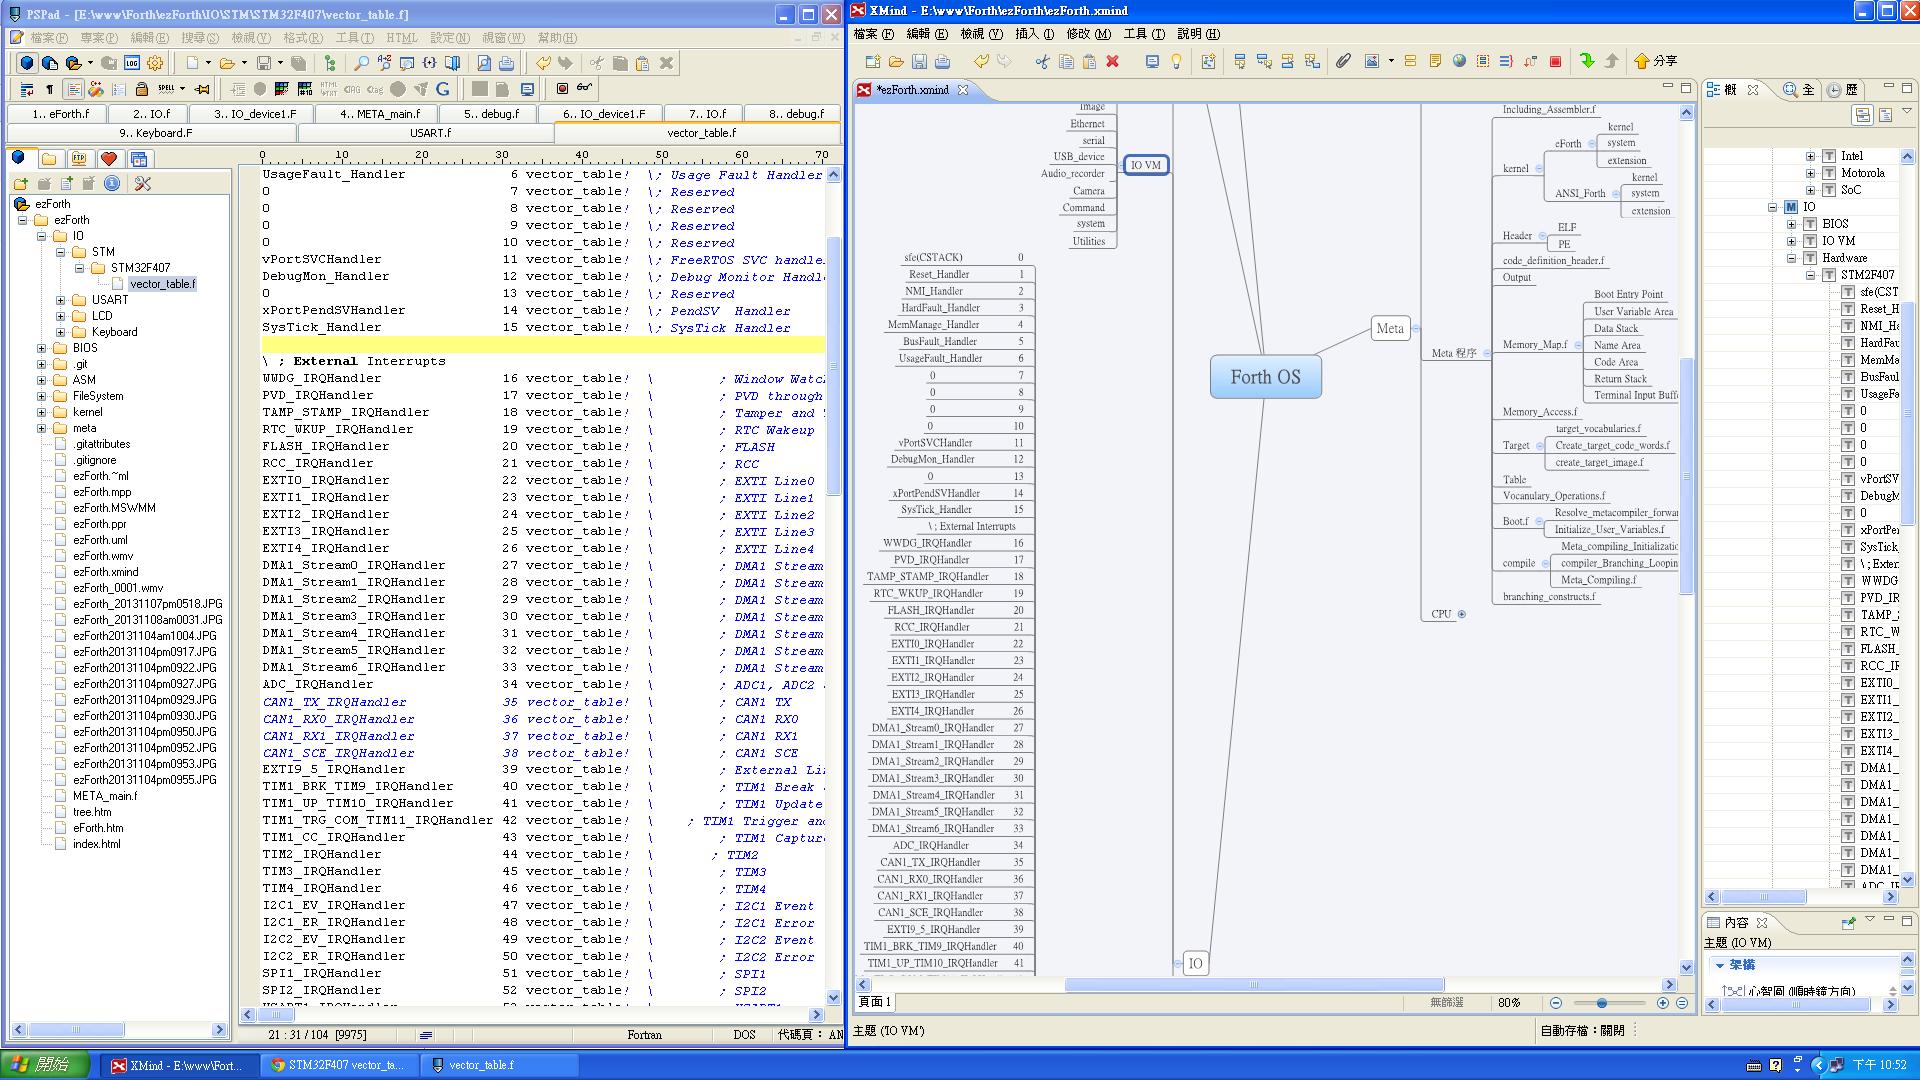 PSPad - [E:\www\Forth\ezForth\IO\STM\STM32F407\vector_table.f]
檔案(F) 專案(P) 編輯(E) 搜尋(S) 檢視(V) 格式(R) 工具(T) HTML 設定(N) 視窗(W) 幫助(H)
1.. eForth.f
2.. IO.f
3.. IO_device1.F
4.. META_main.f
5.. debug.f
6.. IO_device1.F
7.. IO.f
8.. debug.f
9.. Keyboard.F
USART.f
vector_table.f
ezForth
ezForth
IO
STM
STM32F407
vector_table.f
USART
LCD
Keyboard
BIOS
.git
ASM
FileSystem
kernel
meta
.gitattributes
.gitignore
ezForth.~ml
ezForth.mpp
ezForth.MSWMM
ezForth.ppr
ezForth.uml
ezForth.wmv
ezForth.xmind
ezForth_0001.wmv
ezForth_20131107pm0518.JPG
ezForth_20131108am0031.JPG
ezForth20131104am1004.JPG
ezForth20131104pm0917.JPG
ezForth20131104pm0922.JPG
ezForth20131104pm0927.JPG
ezForth20131104pm0929.JPG
ezForth20131104pm0930.JPG
ezForth20131104pm0950.JPG
ezForth20131104pm0952.JPG
ezForth20131104pm0953.JPG
ezForth20131104pm0955.JPG
META_main.f
tree.htm
eForth.htm
index.html
0 10 20 30 40 50 60 70
UsageFault_Handler 6 vector_table! \; Usage Fault Handler
0 7 vector_table! \; Reserved
0 8 vector_table! \; Reserved
0 9 vector_table! \; Reserved
0 10 vector_table! \; Reserved
vPortSVCHandler 11 vector_table! \; FreeRTOS SVC handle
DebugMon_Handler 12 vector_table! \; Debug Monitor Handl
0 13 vector_table! \; Reserved
xPortPendSVHandler 14 vector_table! \; PendSV Handler
SysTick_Handler 15 vector_table! \; SysTick Handler
\ ; External Interrupts
WWDG_IRQHandler 16 vector_table! \ ; Window Watc
PVD_IRQHandler 17 vector_table! \ ; PVD through
TAMP_STAMP_IRQHandler 18 vector_table! \ ; Tamper and
RTC_WKUP_IRQHandler 19 vector_table! \ ; RTC Wakeup
FLASH_IRQHandler 20 vector_table! \ ; FLASH
RCC_IRQHandler 21 vector_table! \ ; RCC
EXTI0_IRQHandler 22 vector_table! \ ; EXTI Line0
EXTI1_IRQHandler 23 vector_table! \ ; EXTI Line1
EXTI2_IRQHandler 24 vector_table! \ ; EXTI Line2
EXTI3_IRQHandler 25 vector_table! \ ; EXTI Line3
EXTI4_IRQHandler 26 vector_table! \ ; EXTI Line4
DMA1_Stream0_IRQHandler 27 vector_table! \ ; DMA1 Stream
DMA1_Stream1_IRQHandler 28 vector_table! \ ; DMA1 Stream
DMA1_Stream2_IRQHandler 29 vector_table! \ ; DMA1 Stream
DMA1_Stream3_IRQHandler 30 vector_table! \ ; DMA1 Stream
DMA1_Stream4_IRQHandler 31 vector_table! \ ; DMA1 Stream
DMA1_Stream5_IRQHandler 32 vector_table! \ ; DMA1 Stream
DMA1_Stream6_IRQHandler 33 vector_table! \ ; DMA1 Stream
ADC_IRQHandler 34 vector_table! \ ; ADC1, ADC2
CAN1_TX_IRQHandler 35 vector_table! \ ; CAN1 TX
CAN1_RX0_IRQHandler 36 vector_table! \ ; CAN1 RX0
CAN1_RX1_IRQHandler 37 vector_table! \ ; CAN1 RX1
CAN1_SCE_IRQHandler 38 vector_table! \ ; CAN1 SCE
EXTI9_5_IRQHandler 39 vector_table! \ ; External Li
TIM1_BRK_TIM9_IRQHandler 40 vector_table! \ ; TIM1 Break
TIM1_UP_TIM10_IRQHandler 41 vector_table! \ ; TIM1 Update
TIM1_TRG_COM_TIM11_IRQHandler 42 vector_table! \ ; TIM1 Trigger and
TIM1_CC_IRQHandler 43 vector_table! \ ; TIM1 Captur
TIM2_IRQHandler 44 vector_table! \ ; TIM2
TIM3_IRQHandler 45 vector_table! \ ; TIM3
TIM4_IRQHandler 46 vector_table! \ ; TIM4
I2C1_EV_IRQHandler 47 vector_table! \ ; I2C1 Event
I2C1_ER_IRQHandler 48 vector_table! \ ; I2C1 Error
I2C2_EV_IRQHandler 49 vector_table! \ ; I2C2 Event
I2C2_ER_IRQHandler 50 vector_table! \ ; I2C2 Error
SPI1_IRQHandler 51 vector_table! \ ; SPI1
SPI2_IRQHandler 52 vector_table! \ ; SPI2
21 : 31 / 104 [9975] Fortran DOS 代碼頁： AN
XMind - E:\www\Forth\ezForth\ezForth.xmind
檔案(F) 編輯(E) 檢視(V) 插入(I) 修改(M) 工具(T) 說明(H)
分享
*ezForth.xmind
Image
Ethernet
serial
USB_device
Audio_recorder
Camera
Command
system
Utilities
IO VM
sfe(CSTACK) 0
Reset_Handler 1
NMI_Handler 2
HardFault_Handler 3
MemManage_Handler 4
BusFault_Handler 5
UsageFault_Handler 6
0 7
0 8
0 9
0 10
vPortSVCHandler 11
DebugMon_Handler 12
0 13
xPortPendSVHandler 14
SysTick_Handler 15
\ ; External Interrupts
WWDG_IRQHandler 16
PVD_IRQHandler 17
TAMP_STAMP_IRQHandler 18
RTC_WKUP_IRQHandler 19
FLASH_IRQHandler 20
RCC_IRQHandler 21
EXTI0_IRQHandler 22
EXTI1_IRQHandler 23
EXTI2_IRQHandler 24
EXTI3_IRQHandler 25
EXTI4_IRQHandler 26
DMA1_Stream0_IRQHandler 27
DMA1_Stream1_IRQHandler 28
DMA1_Stream2_IRQHandler 29
DMA1_Stream3_IRQHandler 30
DMA1_Stream4_IRQHandler 31
DMA1_Stream5_IRQHandler 32
DMA1_Stream6_IRQHandler 33
ADC_IRQHandler 34
CAN1_TX_IRQHandler 35
CAN1_RX0_IRQHandler 36
CAN1_RX1_IRQHandler 37
CAN1_SCE_IRQHandler 38
EXTI9_5_IRQHandler 39
TIM1_BRK_TIM9_IRQHandler 40
TIM1_UP_TIM10_IRQHandler 41
Forth OS
IO
Meta
Meta 程序
CPU
Including_Assembler.f
kernel
eForth
kernel
system
extension
ANSI_Forth
kernel
system
extension
Header
ELF
PE
code_definition_header.f
Output
Memory_Map.f
Boot Entry Point
User Variable Area
Data Stack
Name Area
Code Area
Return Stack
Terminal Input Buff
Memory_Access.f
Target
target_vocabularies.f
Create_target_code_words.f
create_target_image.f
Table
Vocanulary_Operations.f
Boot.f
Resolve_metacompiler_forwar
Initialize_User_Variables.f
compile
Meta_compiling_Initializatio
compiler_Branching_Loopin
Meta_Compiling.f
branching_constructs.f
頁面 1
無篩選 80%
主題 ('IO VM')
自動存檔：關閉
概
全
歷
Intel
Motorola
SoC
IO
BIOS
IO VM
Hardware
STM2F407
sfe(CST
Reset_H
NMI_Ha
HardFau
MemMa
BusFaul
UsageFa
0
0
0
0
vPortSV
DebugM
0
xPortPe
SysTick
\ ; Exter
WWDG
PVD_IR
TAMP_S
RTC_W
FLASH_
RCC_IR
EXTI0_
EXTI1_
EXTI2_
EXTI3_
EXTI4_
DMA1_
DMA1_
DMA1_
DMA1_
DMA1_
DMA1_
DMA1_
內容
主題 (IO VM)
架構
心智圖 (順時鐘方向)
開始
XMind - E:\www\Fort...
STM32F407 vector_ta...
vector_table.f
下午 10:52